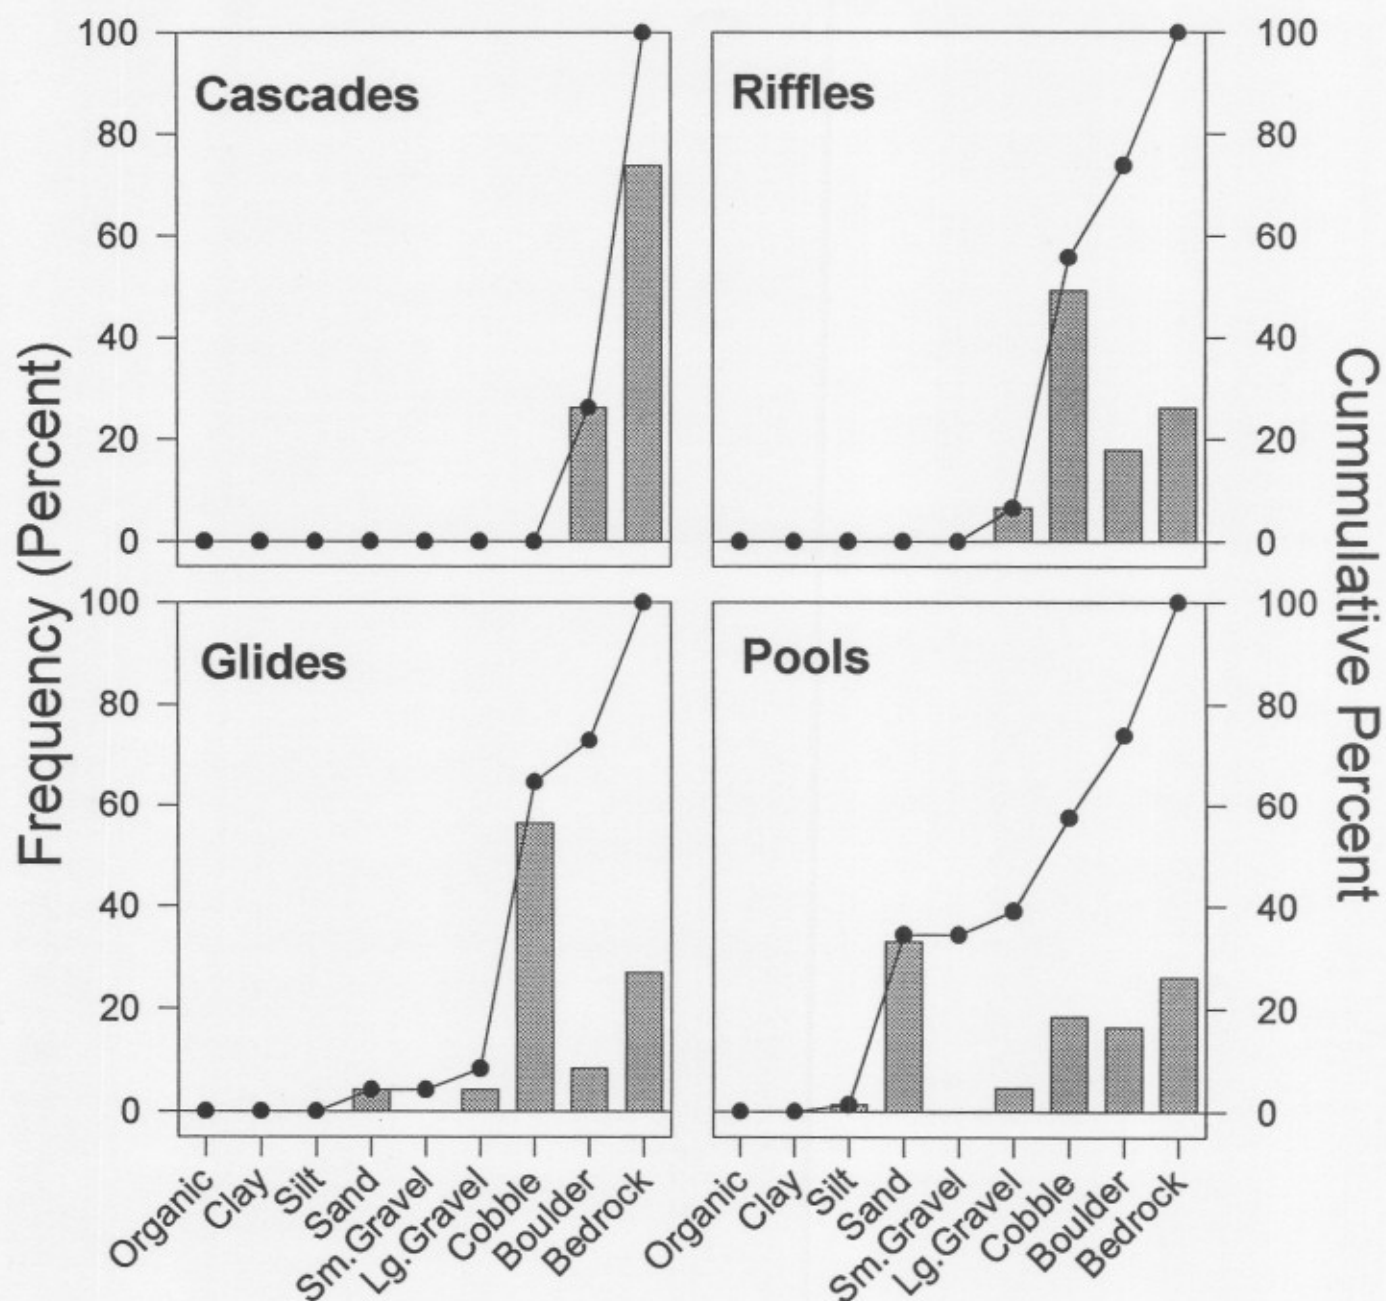 Cascades
Riffles
100
80
60
40
20
0
100
80
60
40
20
0
Glides
Pools
100
80
60
40
20
0
100
80
60
40
20
0
Frequency (Percent)
Cummulative Percent
Organic
Clay
Silt
Sand
Sm.Gravel
Lg.Gravel
Cobble
Boulder
Bedrock
Organic
Clay
Silt
Sand
Sm.Gravel
Lg.Gravel
Cobble
Boulder
Bedrock